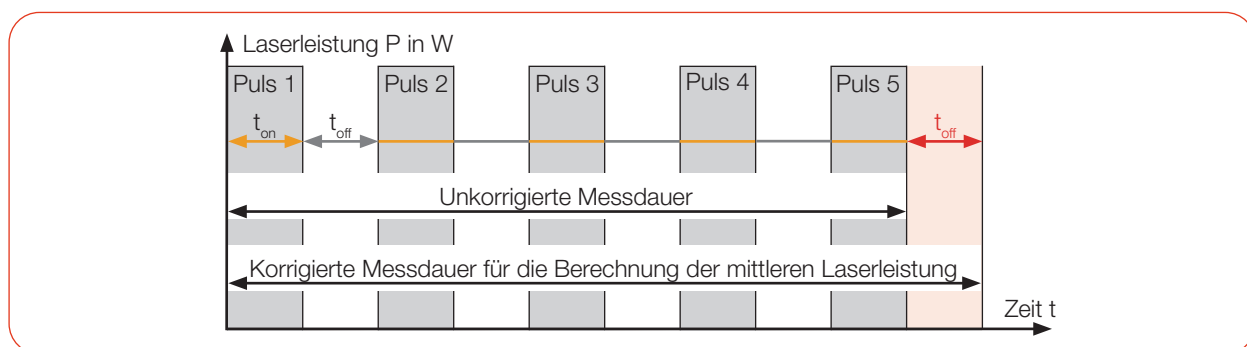 Laserleistung P in W
Puls 1 Puls 2 Puls 3 Puls 4 Puls 5
ton toff toff
Unkorrigierte Messdauer
Korrigierte Messdauer für die Berechnung der mittleren Laserleistung
Zeit t